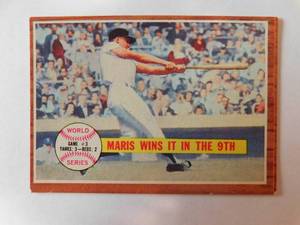 WORLD
GAME #3
YANKS: 3—REDS: 2
SERIES
MARIS WINS IT IN THE 9TH